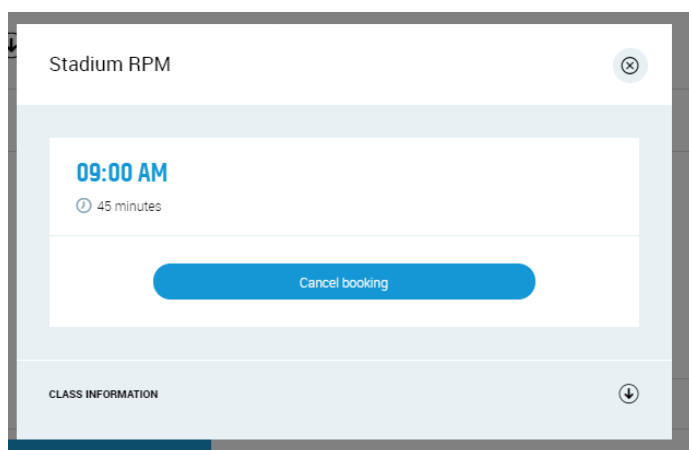 Stadium RPM
09:00 AM
45 minutes
Cancel booking
CLASS INFORMATION